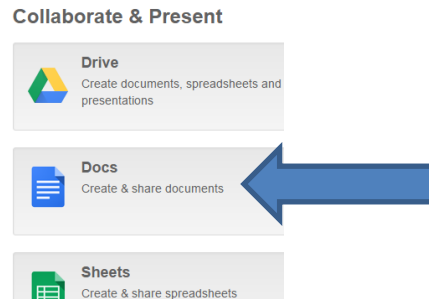 Collaborate & Present
Drive
Create documents, spreadsheets and
presentations
Docs
Create & share documents
Sheets
Create & share spreadsheets